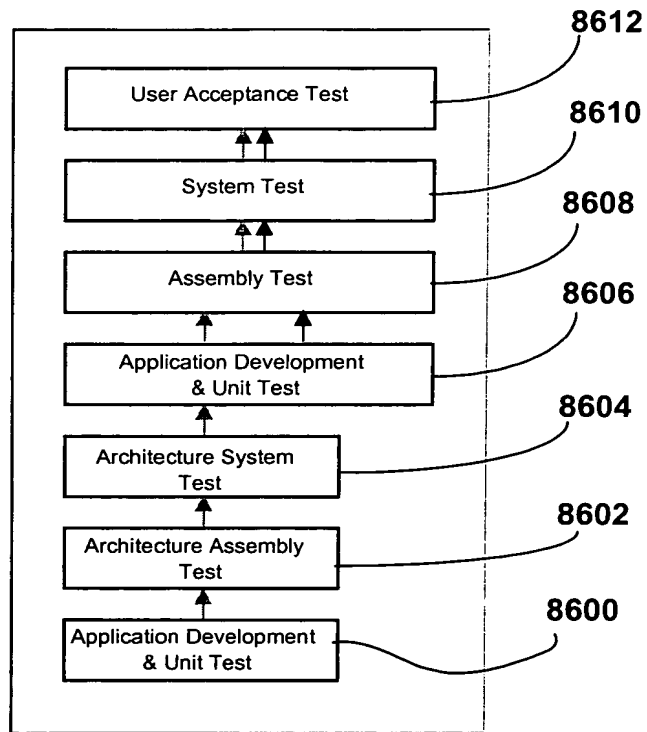 8612
User Acceptance Test
8610
System Test
8608
Assembly Test
8606
Application Development
& Unit Test
8604
Architecture System
Test
8602
Architecture Assembly
Test
8600
Application Development
& Unit Test